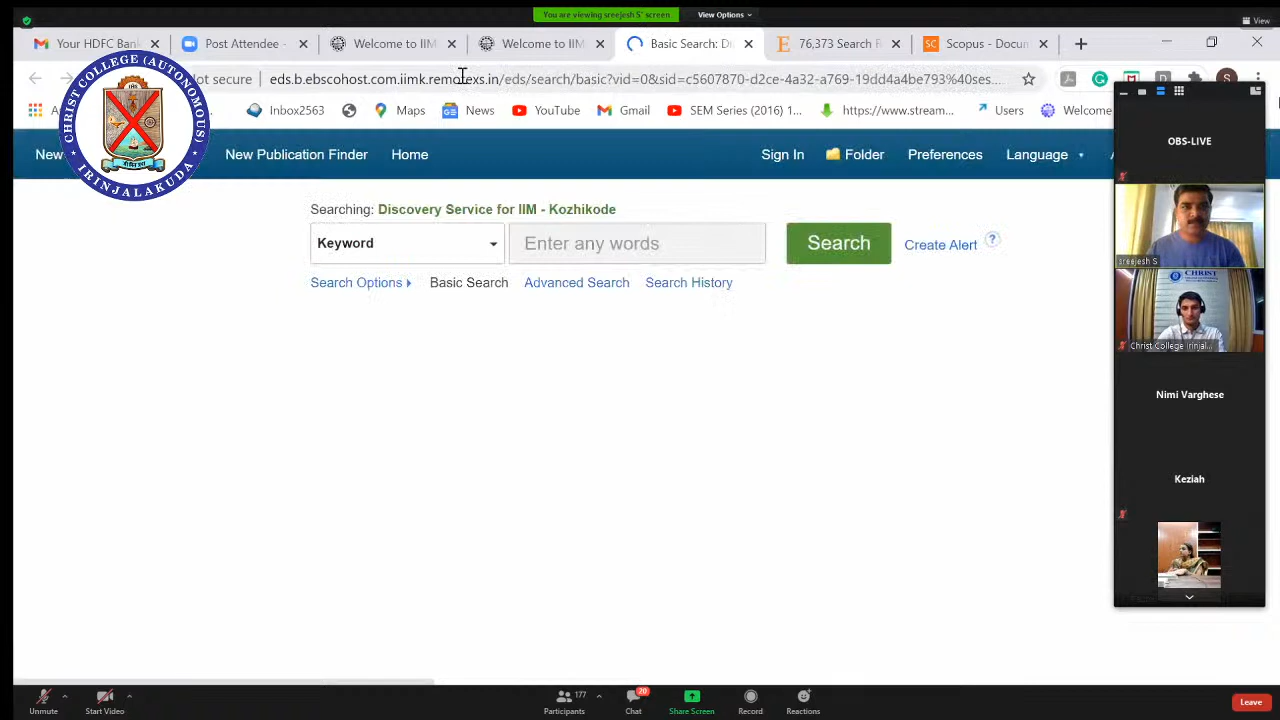 You are viewing sreejesh S' screen
View Options
View
Your HDFC Ban
Post Attendee -
Welcome to IIM
Welcome to IIM
Basic Search: Di
76,373 Search R
Scopus - Docum
ot secure
eds.b.ebscohost.com.iimk.remotexs.in/eds/search/basic?vid=0&sid=c5607870-d2ce-4a32-a769-19dd4a4be793%40ses...
S
Inbox2563
Maps
News
YouTube
Gmail
SEM Series (2016) 1...
https://www.stream...
Users
Welcome
CHRIST COLLEGE (AUTONOMOUS)
IRINJALAKUDA
New
New Publication Finder
Home
Sign In
Folder
Preferences
Language
Searching: Discovery Service for IIM - Kozhikode
Keyword
Enter any words
Search
Create Alert
?
Search Options
Basic Search
Advanced Search
Search History
OBS-LIVE
sreejesh S
CHRIST
Christ College Irinjal...
Nimi Varghese
Keziah
Unmute
Start Video
Participants
177
Chat
20
Share Screen
Record
Reactions
Leave